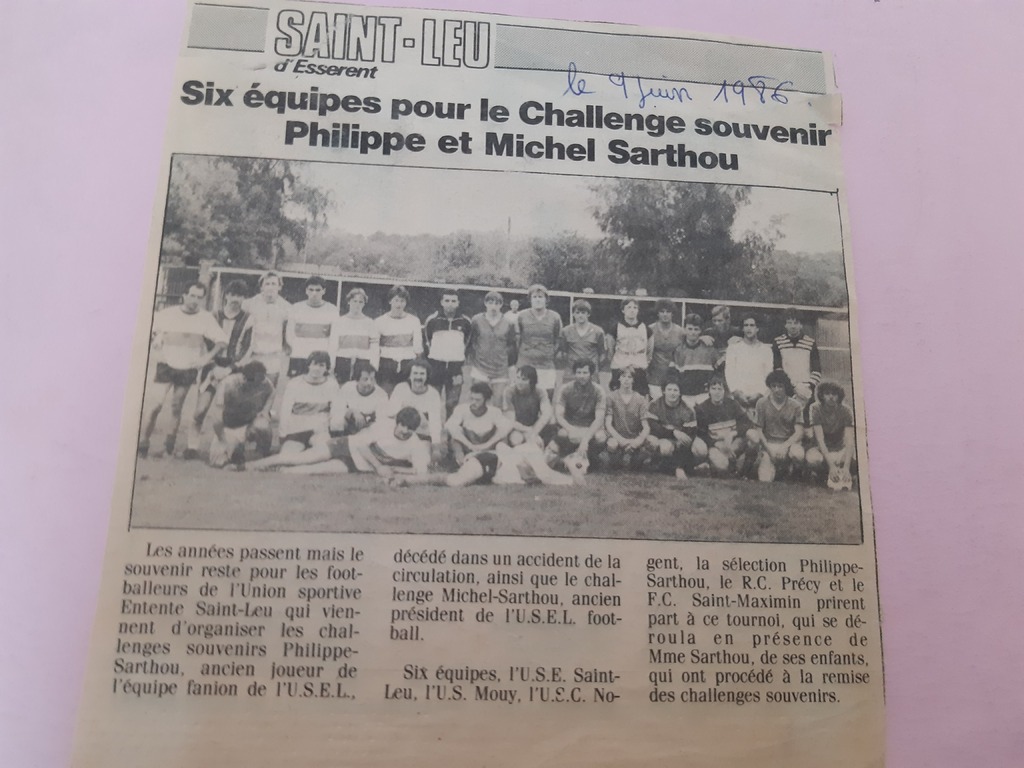 SAINT-LEU
d'Esserent
le 9 juin 1986
Six équipes pour le Challenge souvenir
Philippe et Michel Sarthou
Les années passent mais le
souvenir reste pour les foot-
balleurs de l'Union sportive
Entente Saint-Leu qui vien-
nent d'organiser les chal-
lenges souvenirs Philippe-
Sarthou, ancien joueur de
l'équipe fanion de l'U.S.E.L.,
décédé dans un accident de la
circulation, ainsi que le chal-
lenge Michel-Sarthou, ancien
président de l'U.S.E.L. foot-
ball.
Six équipes, l'U.S.E. Saint-
Leu, l'U.S. Mouy, l'U.S.C. No-
gent, la sélection Philippe-
Sarthou, le R.C. Précy et le
F.C. Saint-Maximin prirent
part à ce tournoi, qui se dé-
roula en présence de
Mme Sarthou, de ses enfants,
qui ont procédé à la remise
des challenges souvenirs.